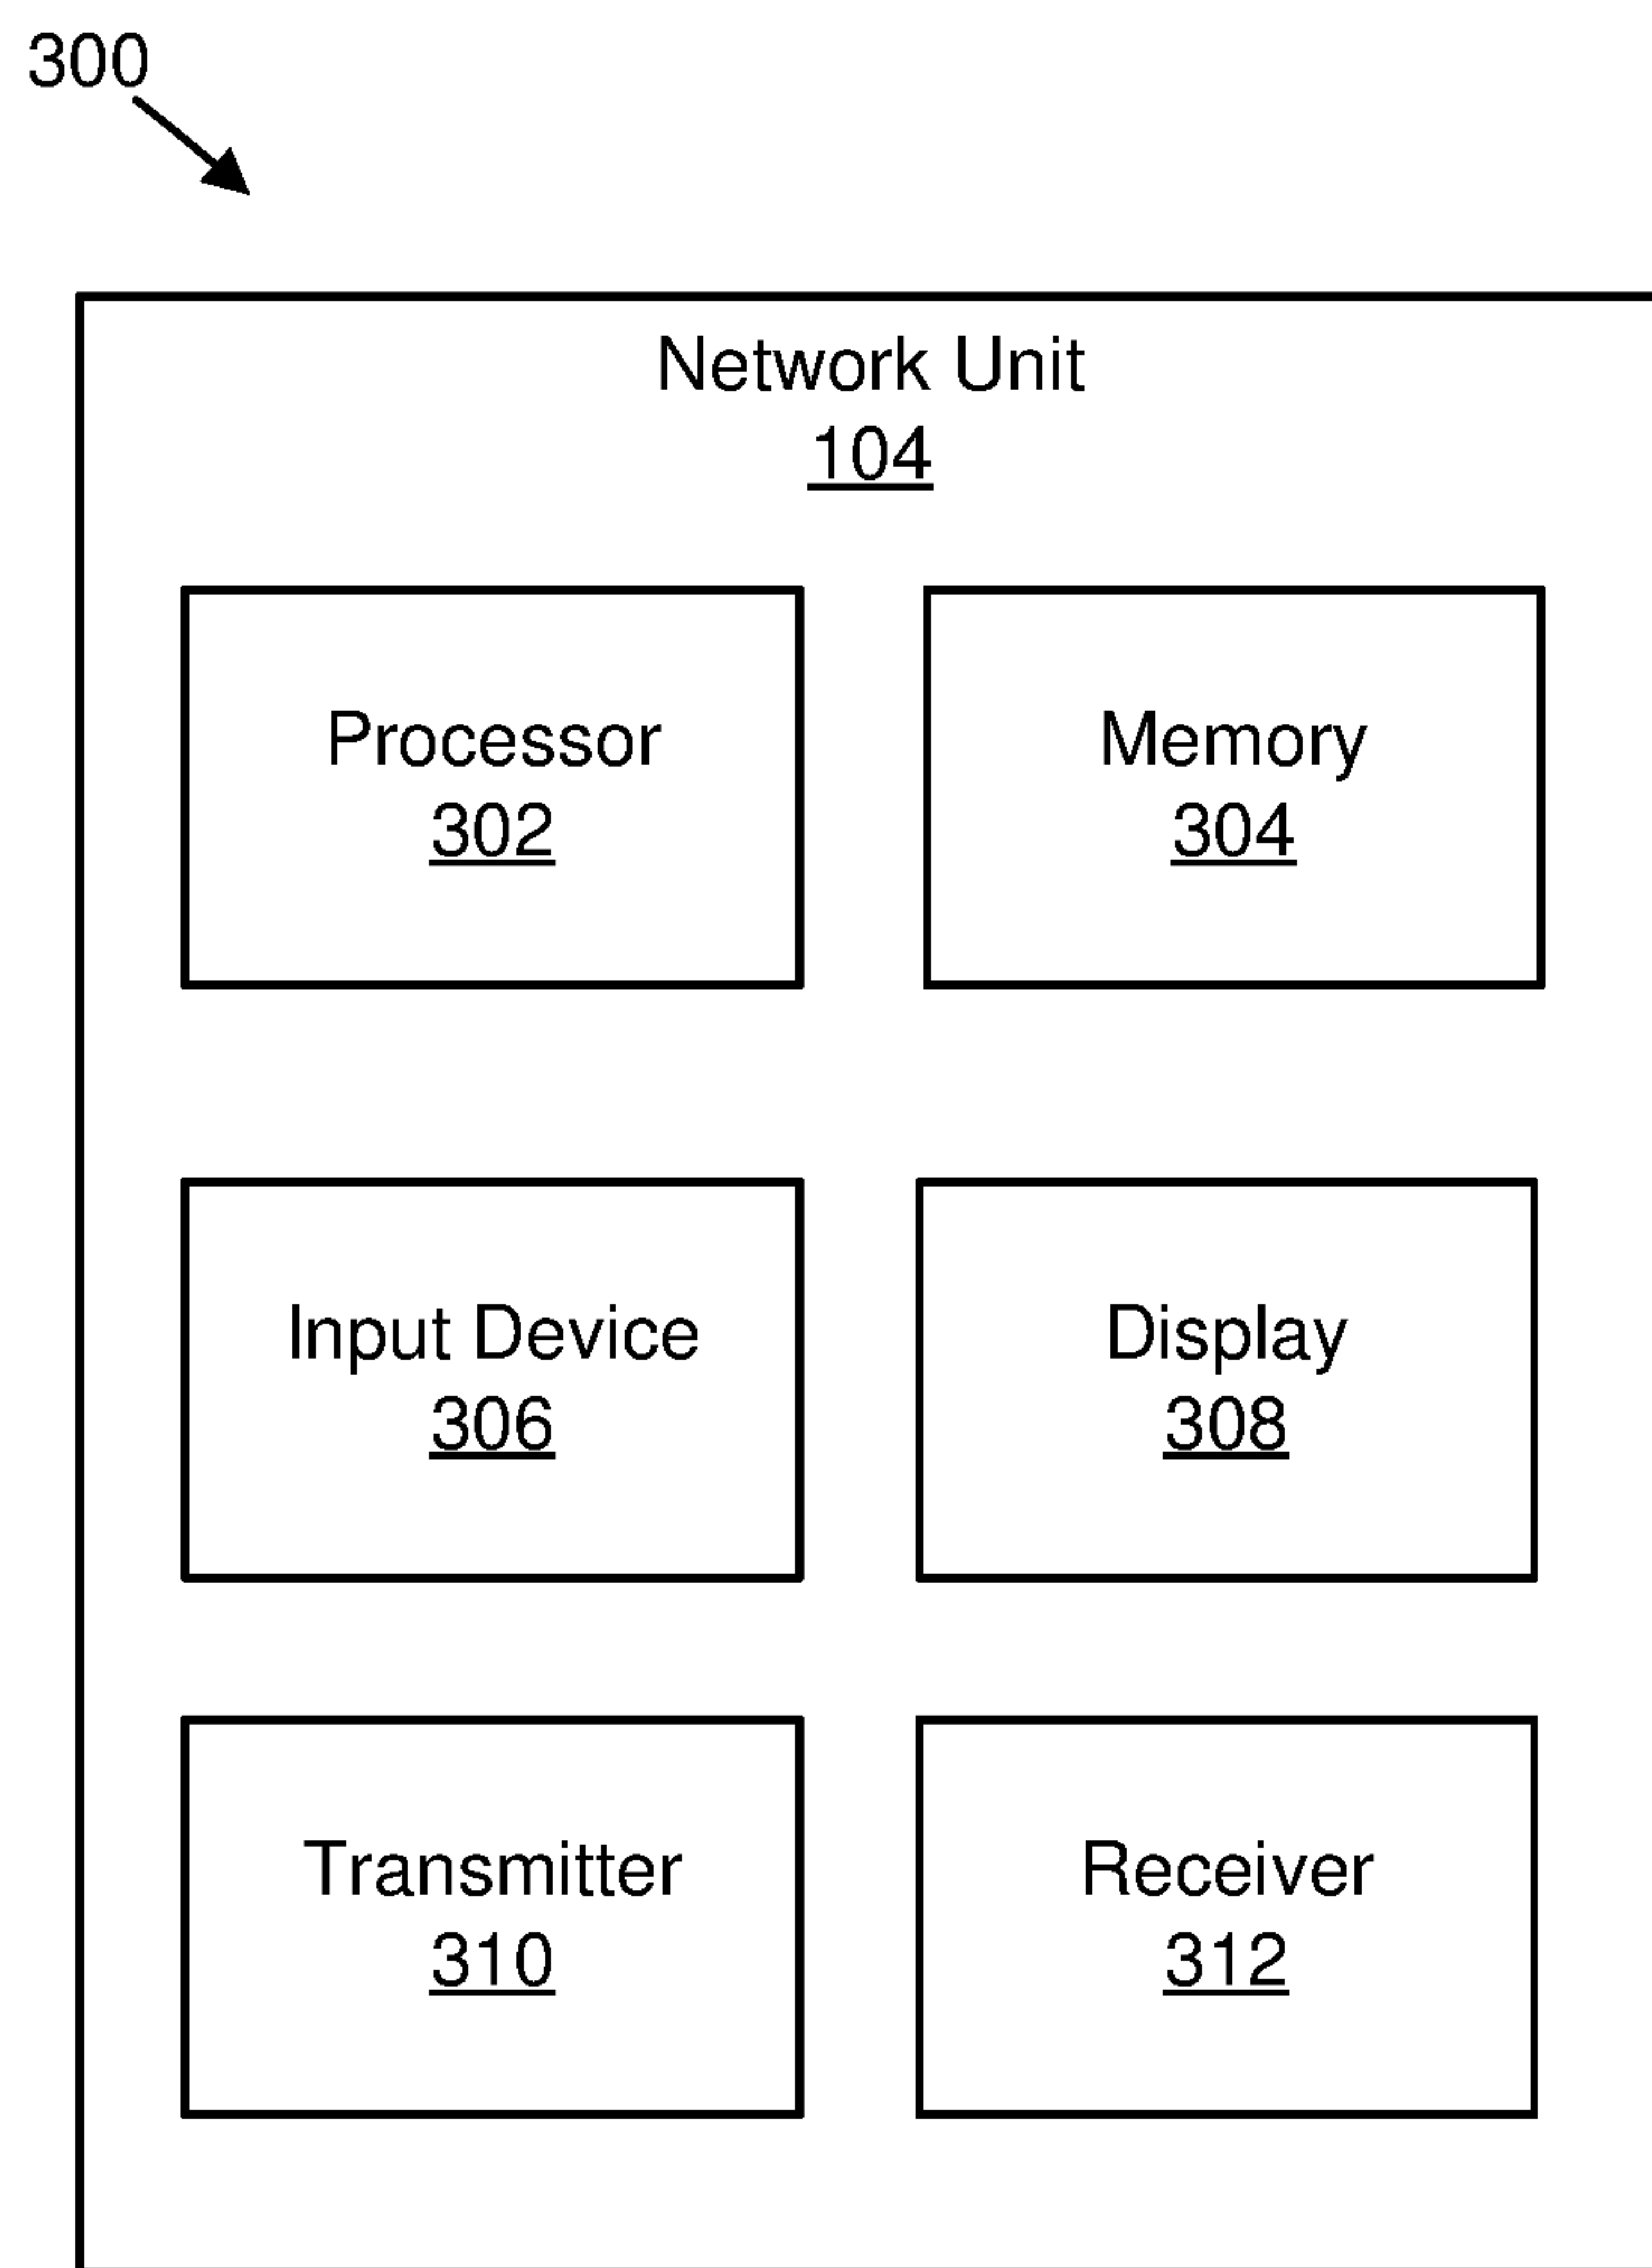 300
Network Unit
104
Processor
302
Memory
304
Input Device
306
Display
308
Transmitter
310
Receiver
312